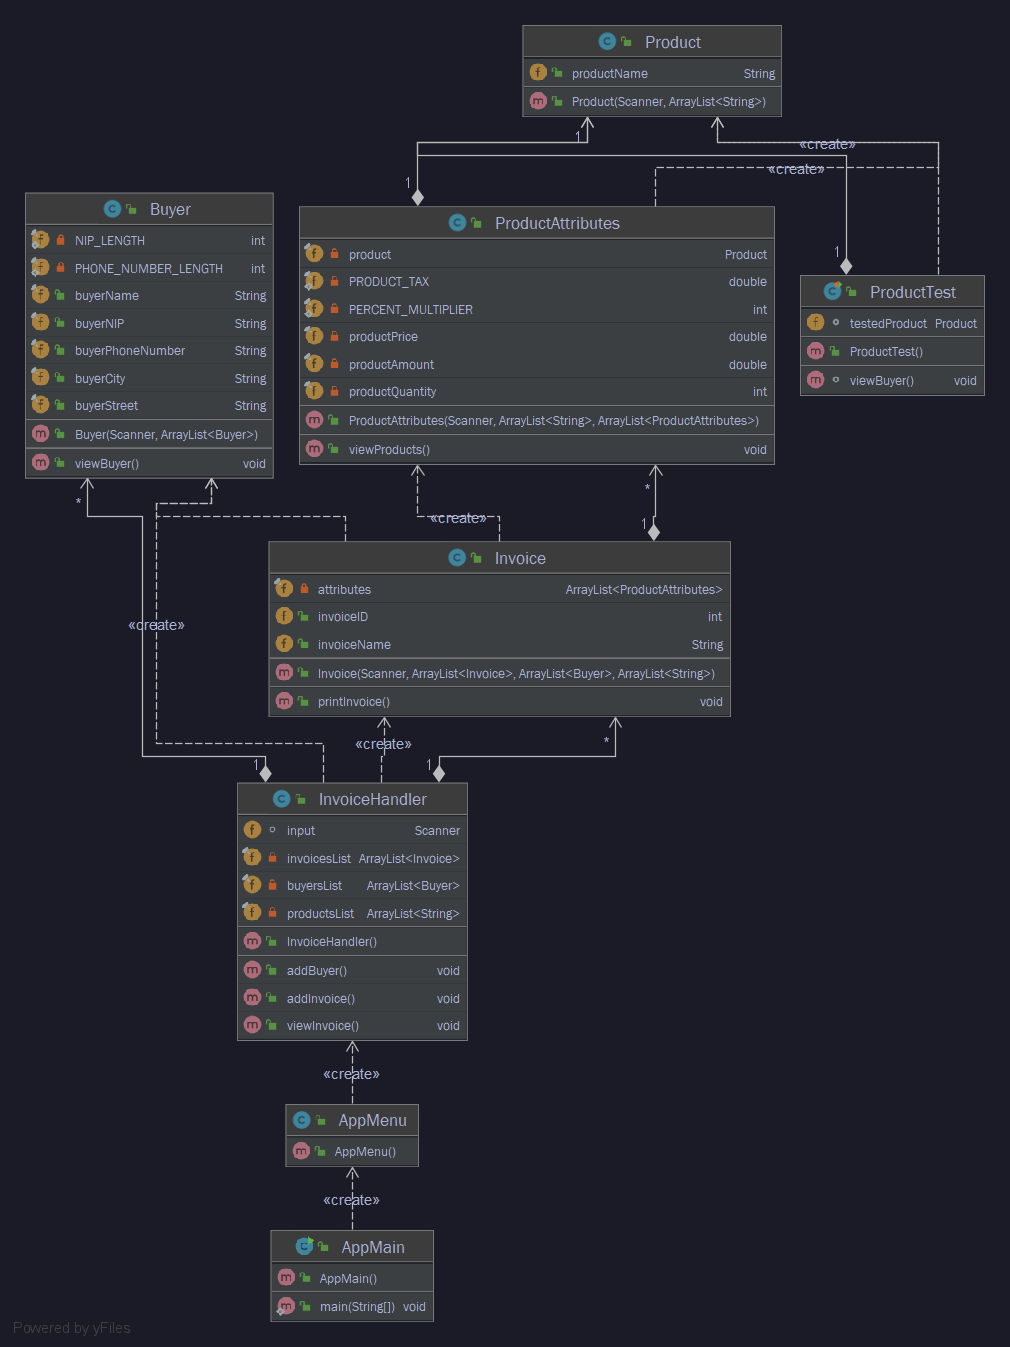 Product
productName String
Product(Scanner, ArrayList<String>)
1
«create»
«create»
1
Buyer
NIP_LENGTH int
PHONE_NUMBER_LENGTH int
buyerName String
buyerNIP String
buyerPhoneNumber String
buyerCity String
buyerStreet String
Buyer(Scanner, ArrayList<Buyer>)
viewBuyer() void
ProductAttributes
product Product
PRODUCT_TAX double
PERCENT_MULTIPLIER int
productPrice double
productAmount double
productQuantity int
ProductAttributes(Scanner, ArrayList<String>, ArrayList<ProductAttributes>)
viewProducts() void
1
ProductTest
testedProduct Product
ProductTest()
viewBuyer() void
*
*
«create»
1
Invoice
attributes ArrayList<ProductAttributes>
invoiceID int
invoiceName String
Invoice(Scanner, ArrayList<Invoice>, ArrayList<Buyer>, ArrayList<String>)
printInvoice() void
«create»
«create»
*
1
1
InvoiceHandler
input Scanner
invoicesList ArrayList<Invoice>
buyersList ArrayList<Buyer>
productsList ArrayList<String>
InvoiceHandler()
addBuyer() void
addInvoice() void
viewInvoice() void
«create»
AppMenu
AppMenu()
«create»
AppMain
AppMain()
main(String[]) void
Powered by yFiles